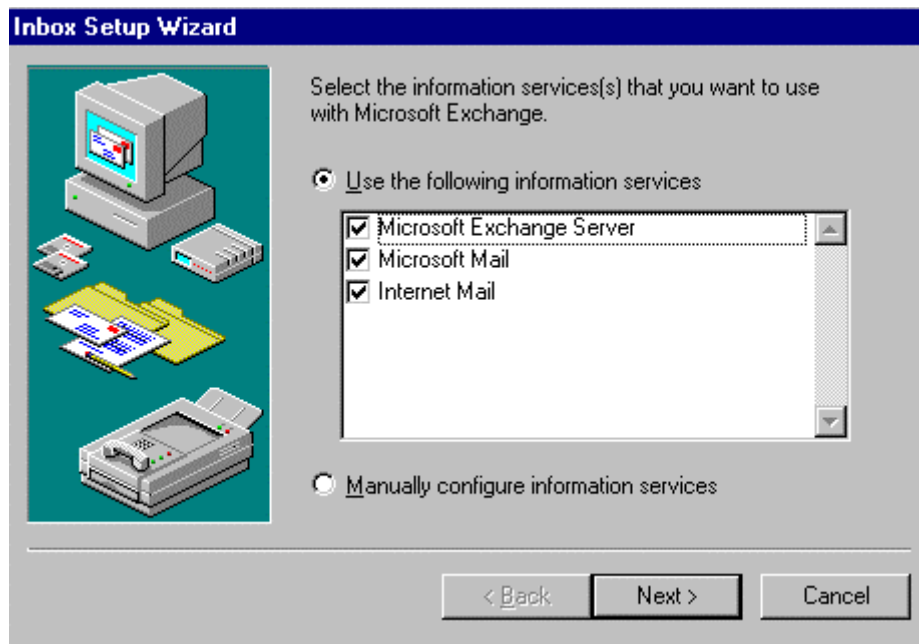 Inbox Setup Wizard
Select the information services(s) that you want to use
with Microsoft Exchange.
Use the following information services
Microsoft Exchange Server
Microsoft Mail
Internet Mail
Manually configure information services
< Back
Next >
Cancel